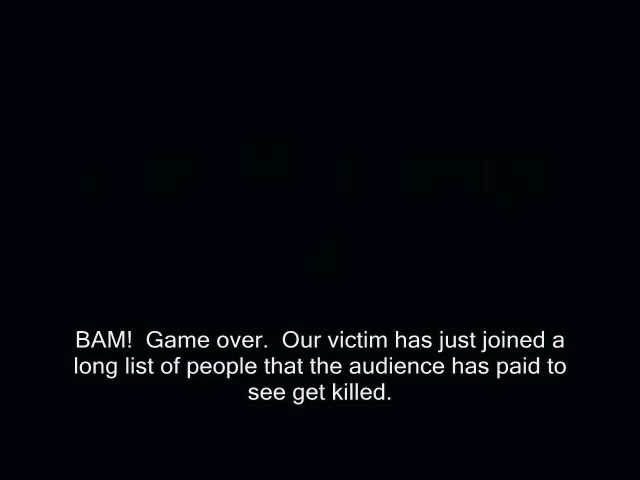 BAM!  Game over.  Our victim has just joined a
long list of people that the audience has paid to
see get killed.